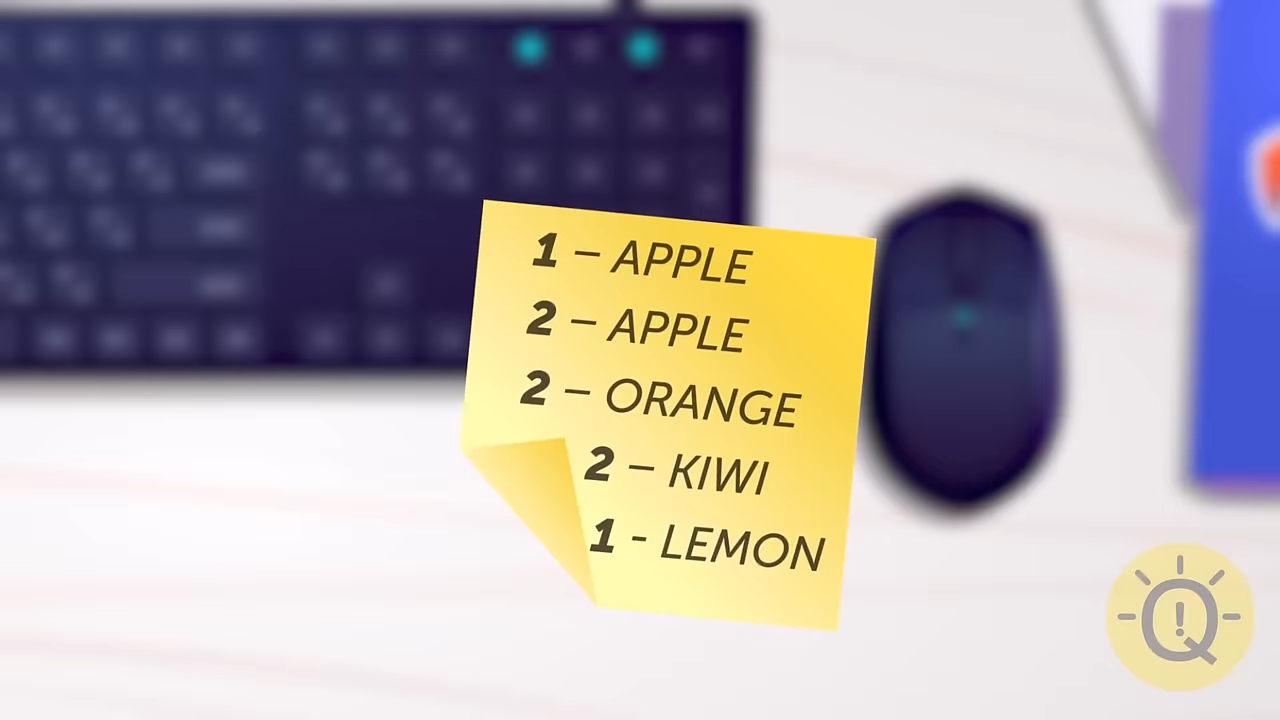 1 – APPLE
2 – APPLE
2 – ORANGE
2 – KIWI
1 - LEMON
Q!